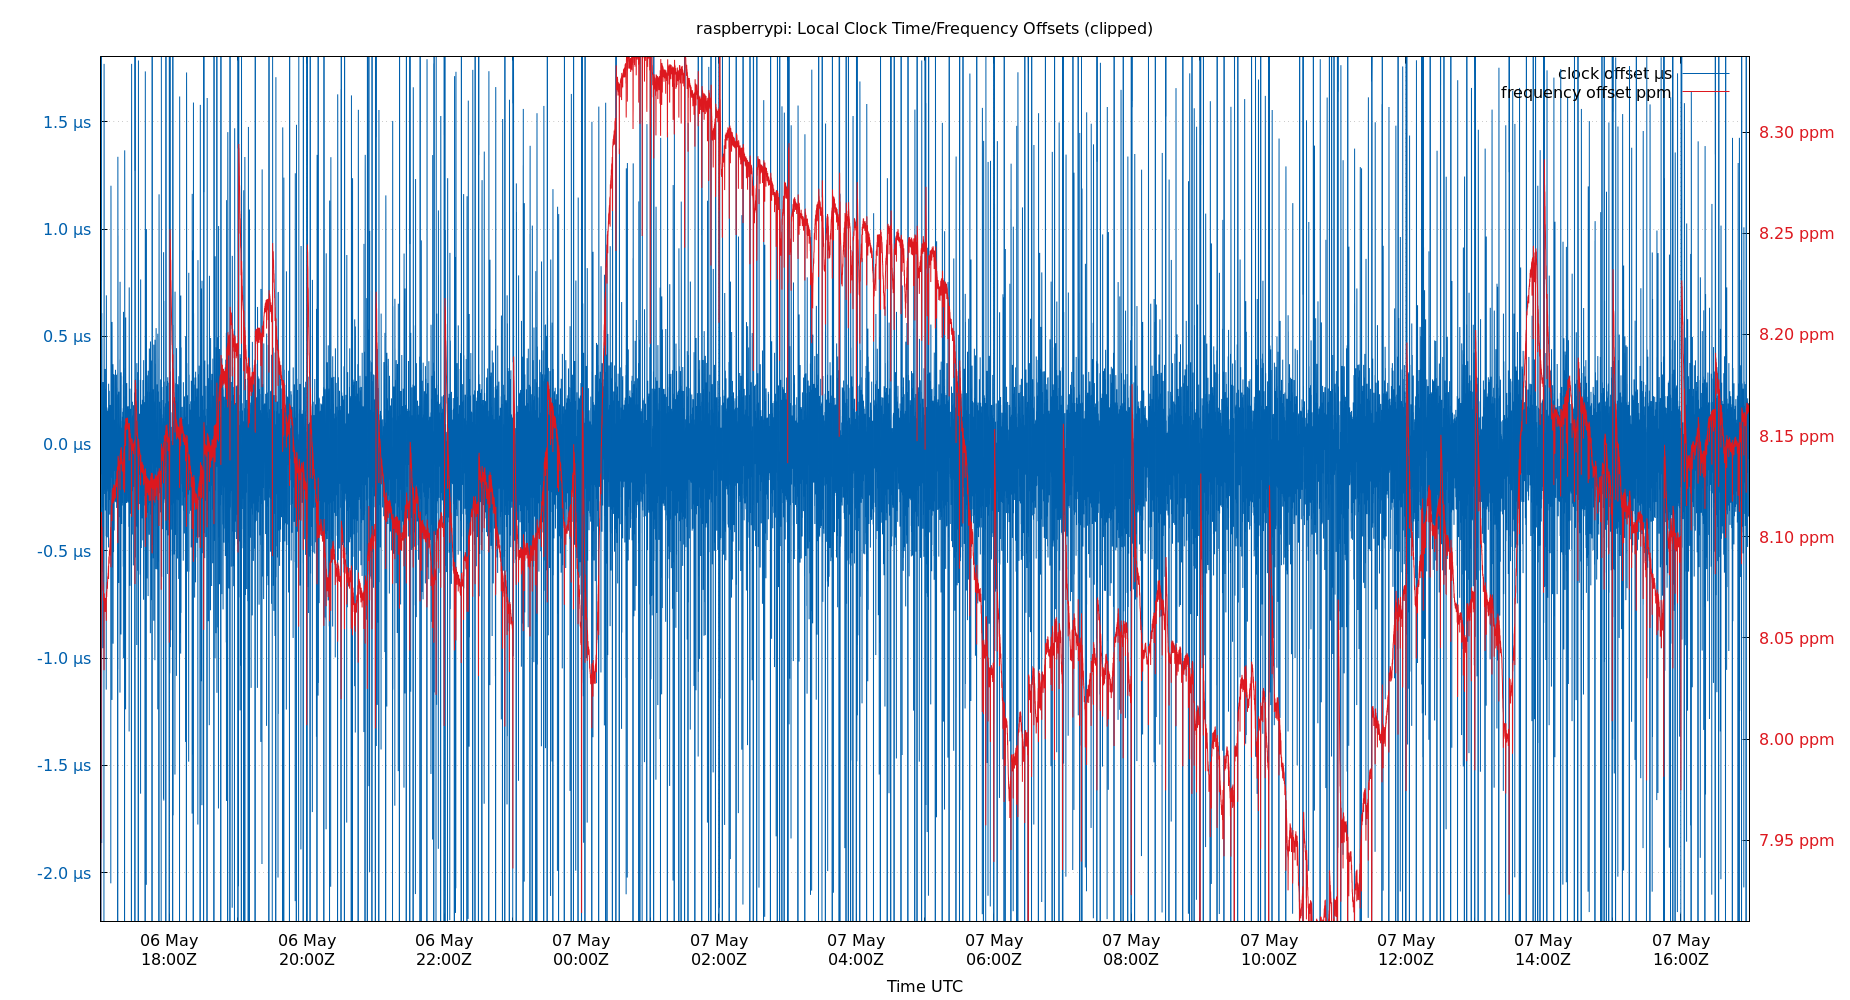 raspberrypi: Local Clock Time/Frequency Offsets (clipped)
clock offset µs
frequency offset ppm
1.5 µs
1.0 µs
0.5 µs
0.0 µs
-0.5 µs
-1.0 µs
-1.5 µs
-2.0 µs
8.30 ppm
8.25 ppm
8.20 ppm
8.15 ppm
8.10 ppm
8.05 ppm
8.00 ppm
7.95 ppm
06 May
18:00Z
06 May
20:00Z
06 May
22:00Z
07 May
00:00Z
07 May
02:00Z
07 May
04:00Z
07 May
06:00Z
07 May
08:00Z
07 May
10:00Z
07 May
12:00Z
07 May
14:00Z
07 May
16:00Z
Time UTC